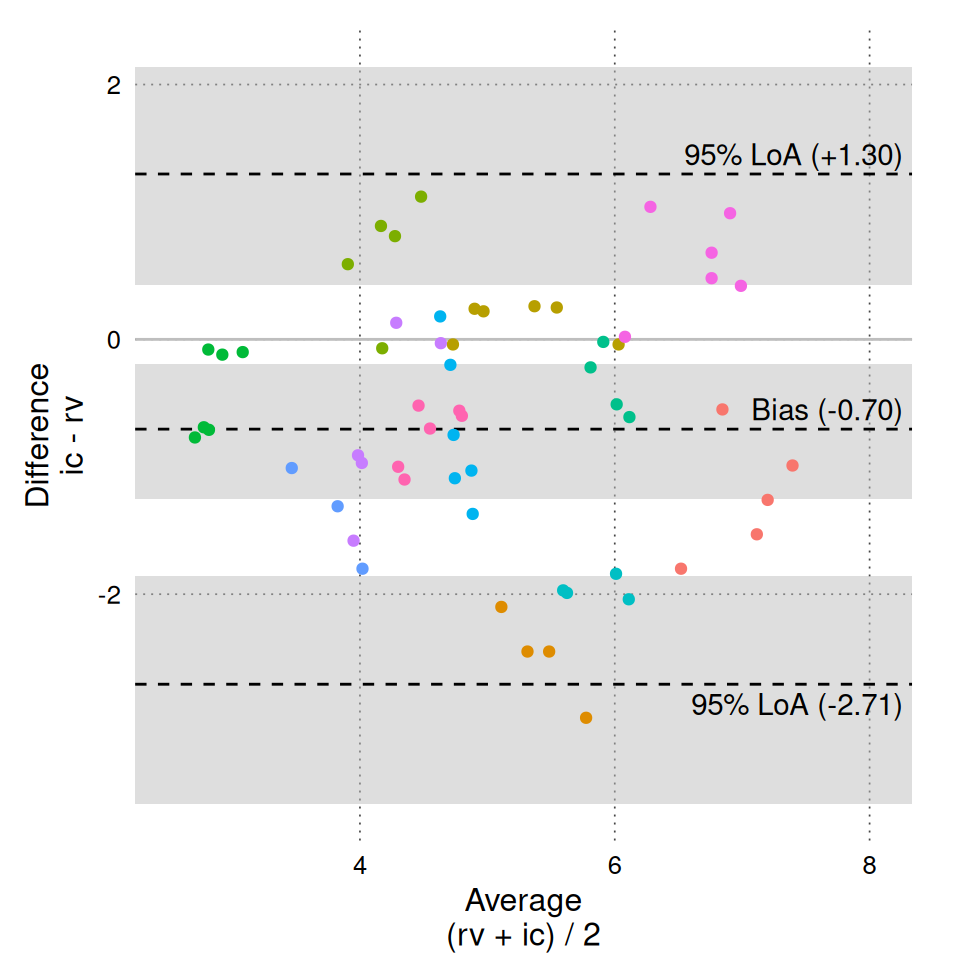 2
0
-2
Difference
ic - rv
95% LoA (+1.30)
Bias (-0.70)
95% LoA (-2.71)
4
6
8
Average
(rv + ic) / 2